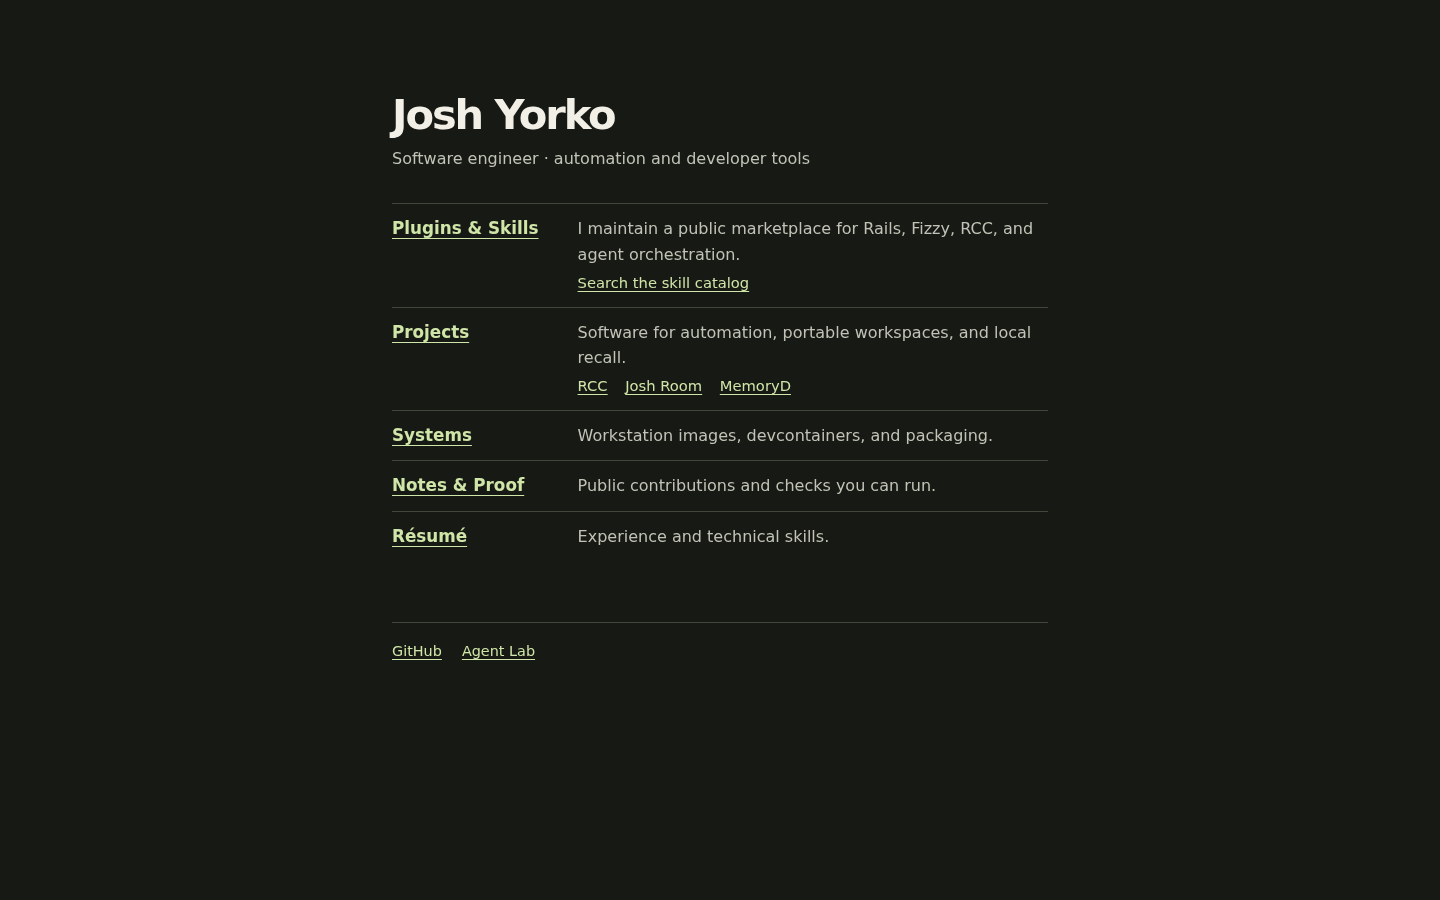 Josh Yorko
Software engineer · automation and developer tools
Plugins & Skills
I maintain a public marketplace for Rails, Fizzy, RCC, and
agent orchestration.
Search the skill catalog
Projects
Software for automation, portable workspaces, and local
recall.
RCC Josh Room MemoryD
Systems
Workstation images, devcontainers, and packaging.
Notes & Proof
Public contributions and checks you can run.
Résumé
Experience and technical skills.
GitHub Agent Lab